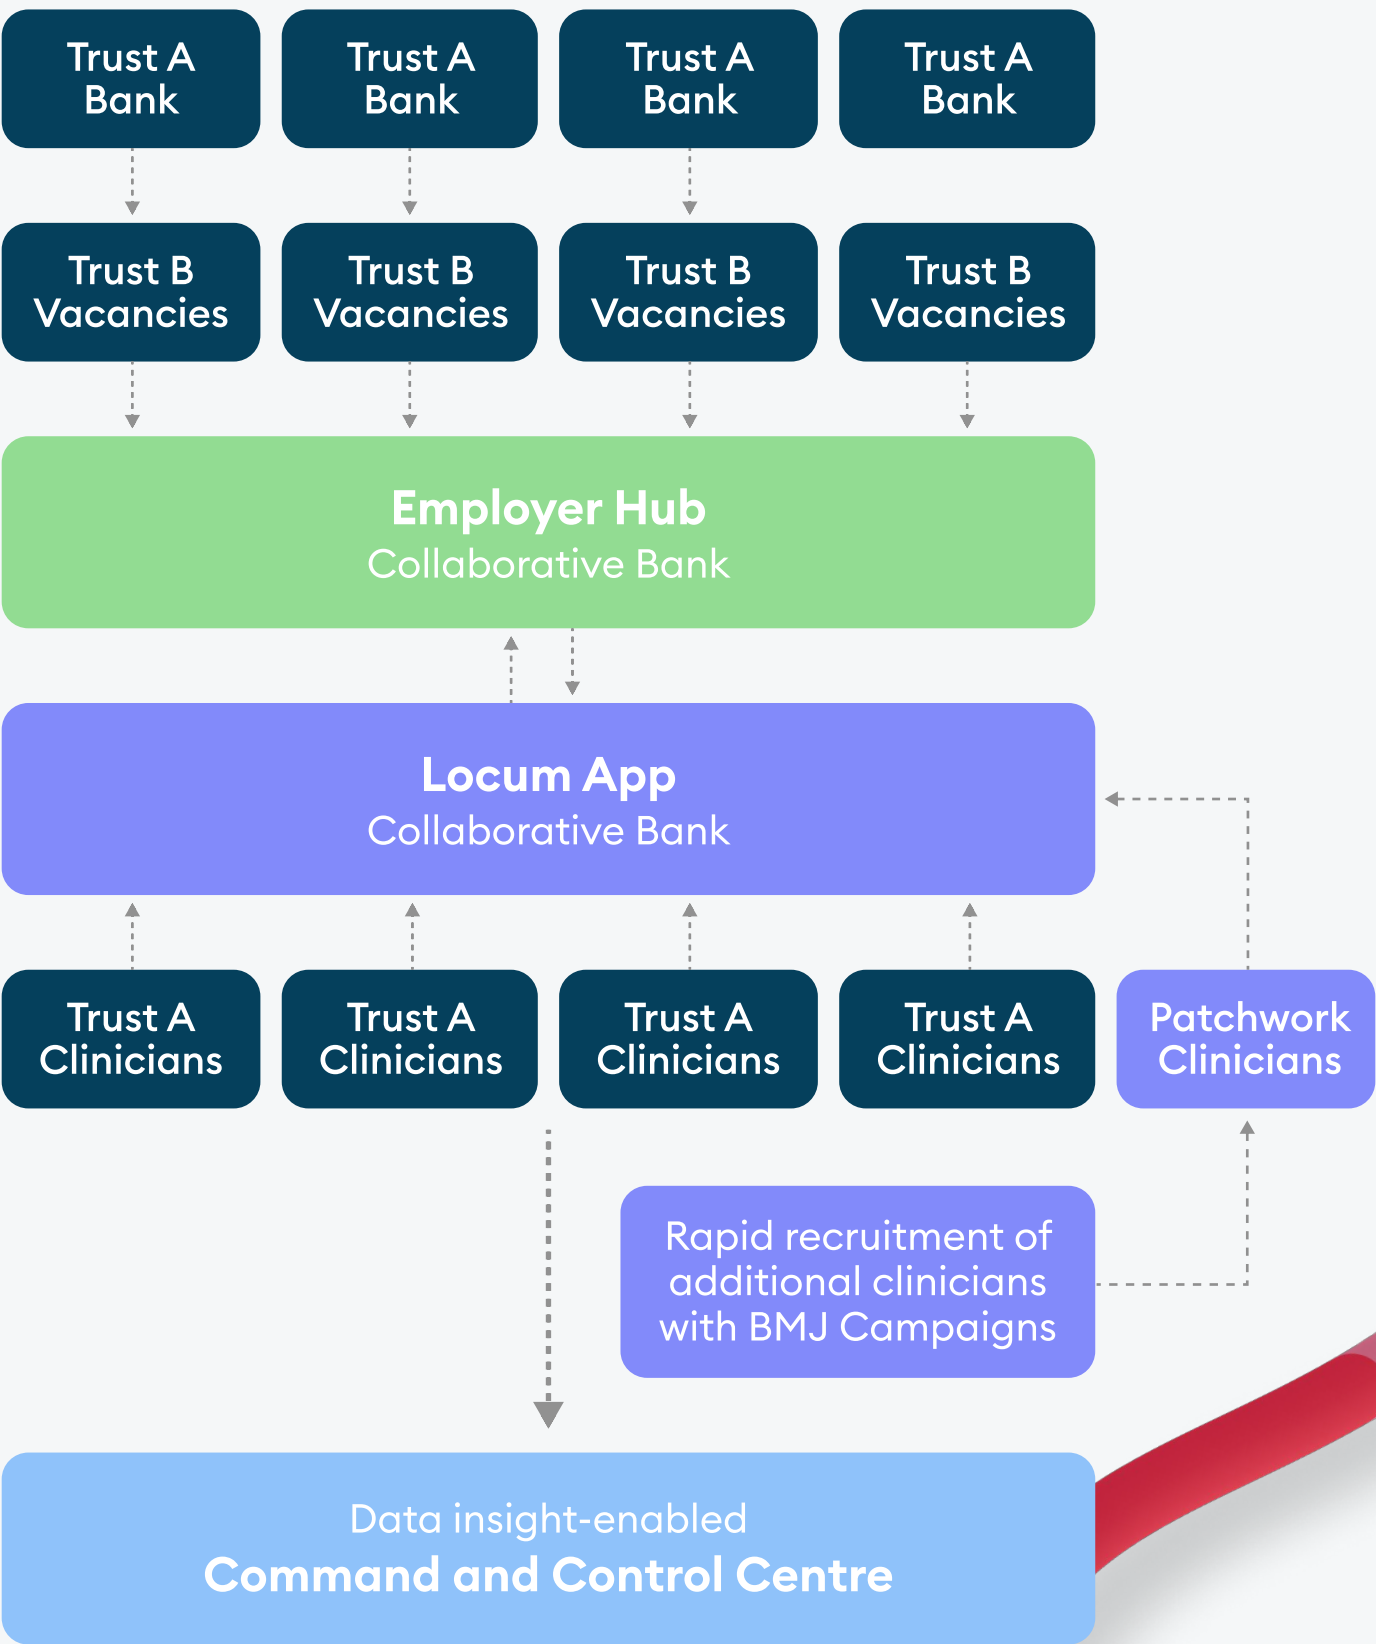 Trust A
Bank
Trust A
Bank
Trust A
Bank
Trust A
Bank
Trust B
Vacancies
Trust B
Vacancies
Trust B
Vacancies
Trust B
Vacancies
Employer Hub
Collaborative Bank
Locum App
Collaborative Bank
Trust A
Clinicians
Trust A
Clinicians
Trust A
Clinicians
Trust A
Clinicians
Patchwork
Clinicians
Rapid recruitment of
additional clinicians
with BMJ Campaigns
Data insight-enabled
Command and Control Centre